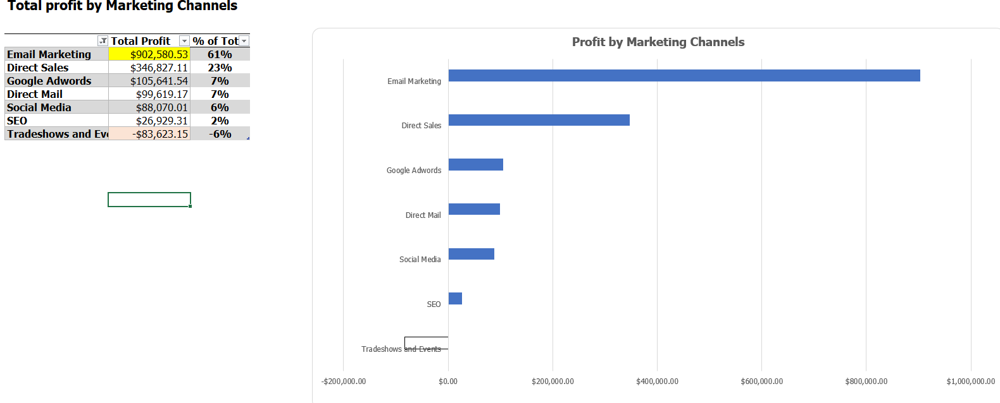 Total profit by Marketing Channels
Total Profit % of Tot
Email Marketing $902,580.53 61%
Direct Sales $346,827.11 23%
Google Adwords $105,641.54 7%
Direct Mail $99,619.17 7%
Social Media $88,070.01 6%
SEO $26,929.31 2%
Tradeshows and Eve -$83,623.15 -6%
Profit by Marketing Channels
Email Marketing
Direct Sales
Google Adwords
Direct Mail
Social Media
SEO
Tradeshows and Events
-$200,000.00 $0.00 $200,000.00 $400,000.00 $600,000.00 $800,000.00 $1,000,000.00